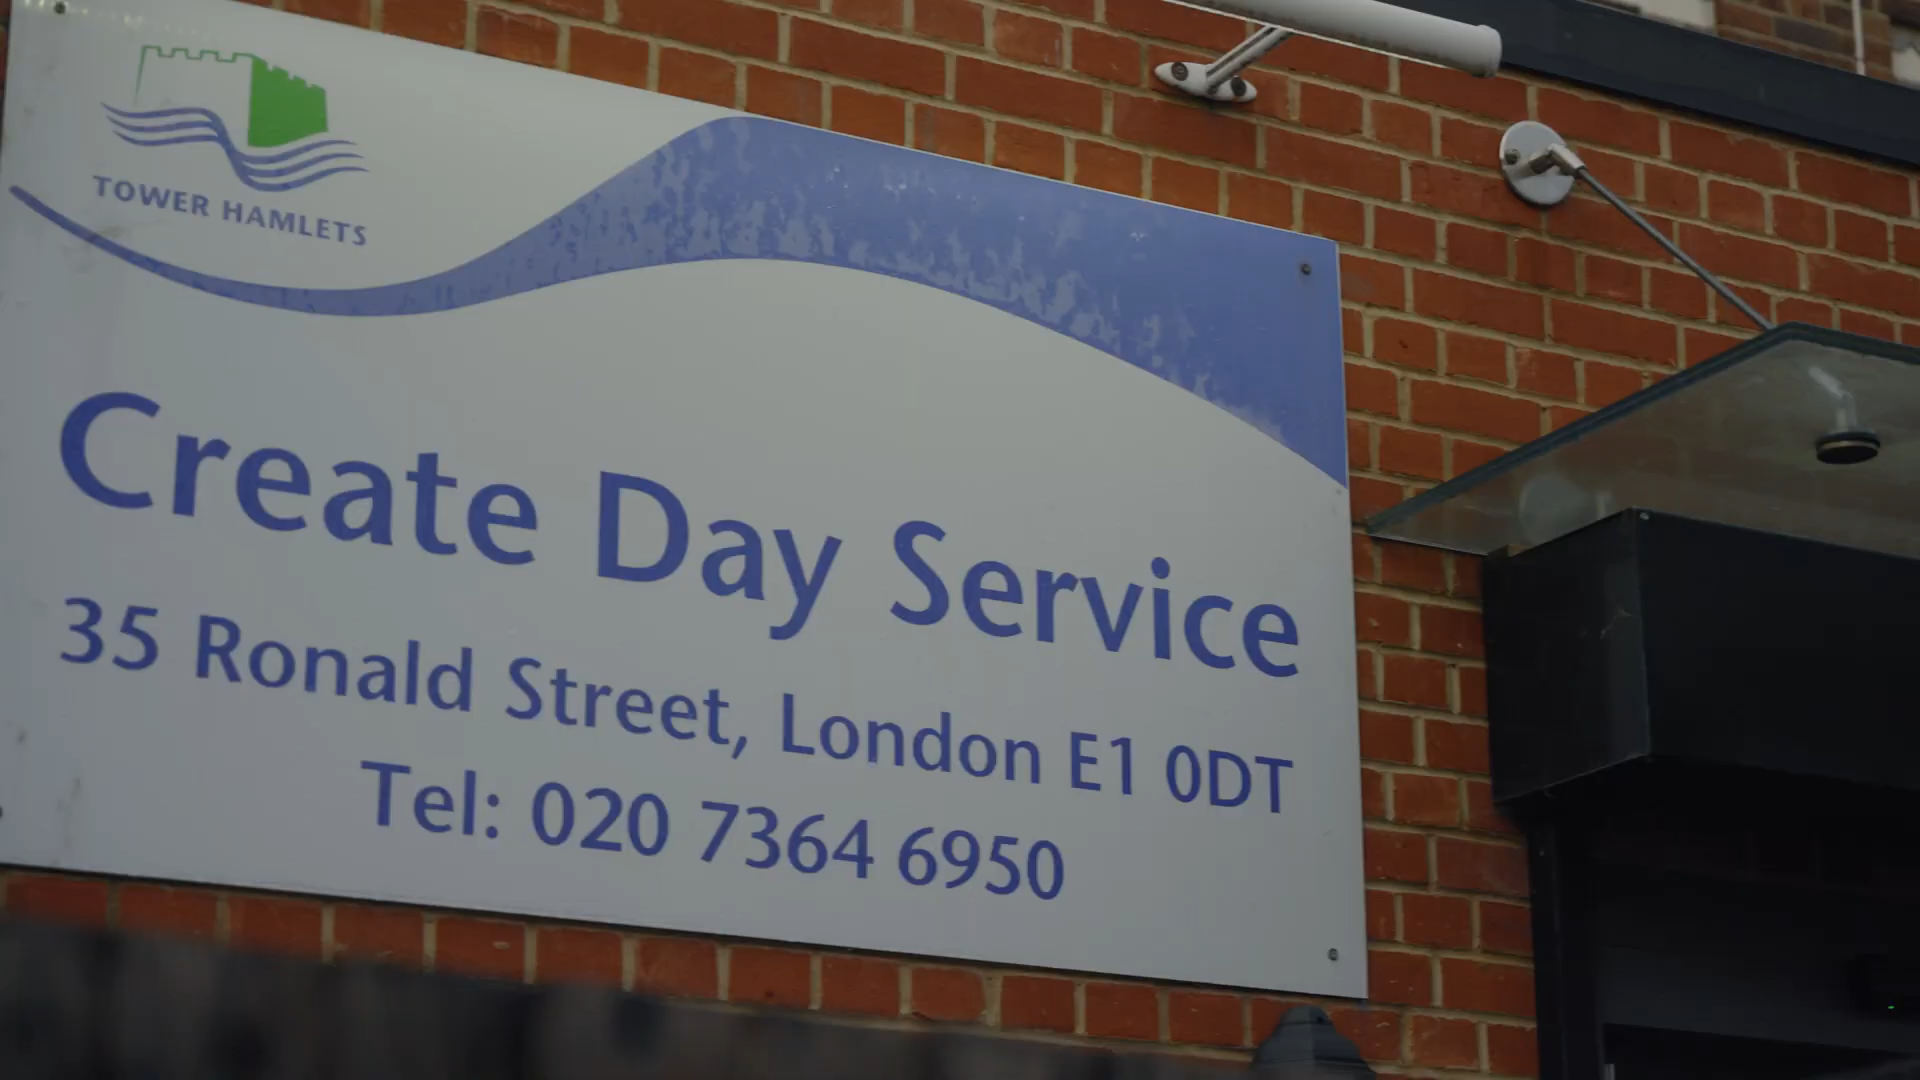 TOWER HAMLETS
Create Day Service
35 Ronald Street, London E1 0DT
Tel: 020 7364 6950